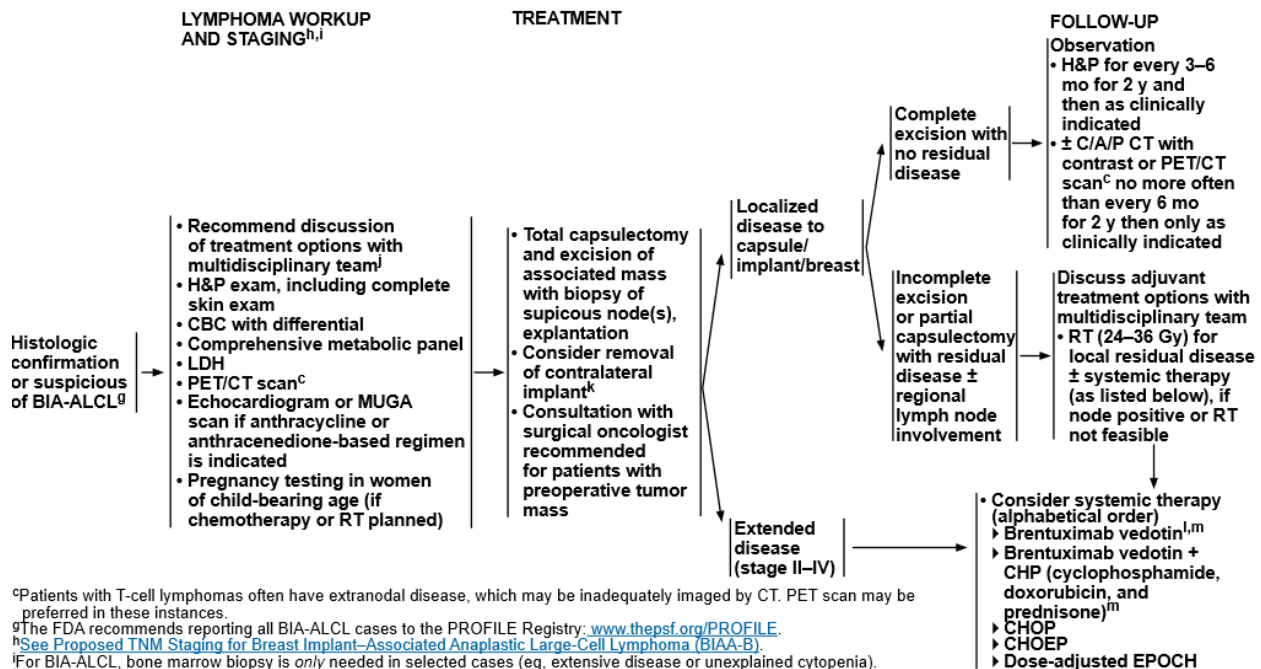 LYMPHOMA WORKUP
AND STAGINGh,i
TREATMENT
FOLLOW-UP
Histologic
confirmation
or suspicious
of BIA-ALCLg
• Recommend discussion
of treatment options with
multidisciplinary teamj
• H&P exam, including complete
skin exam
• CBC with differential
• Comprehensive metabolic panel
• LDH
• PET/CT scanc
• Echocardiogram or MUGA
scan if anthracycline or
anthracenedione-based regimen
is indicated
• Pregnancy testing in women
of child-bearing age (if
chemotherapy or RT planned)
• Total capsulectomy
and excision of
associated mass
with biopsy of
supicous node(s),
explantation
• Consider removal
of contralateral
implantk
• Consultation with
surgical oncologist
recommended
for patients with
preoperative tumor
mass
Localized
disease to
capsule/
implant/breast
Complete
excision with
no residual
disease
Observation
• H&P for every 3–6
mo for 2 y and
then as clinically
indicated
• ± C/A/P CT with
contrast or PET/CT
scanc no more often
than every 6 mo
for 2 y then only as
clinically indicated
Incomplete
excision
or partial
capsulectomy
with residual
disease ±
regional
lymph node
involvement
Discuss adjuvant
treatment options with
multidisciplinary team
• RT (24–36 Gy) for
local residual disease
± systemic therapy
(as listed below), if
node positive or RT
not feasible
Extended
disease
(stage II–IV)
• Consider systemic therapy
(alphabetical order)
Brentuximab vedotinl,m
Brentuximab vedotin +
CHP (cyclophosphamide,
doxorubicin, and
prednisone)m
CHOP
CHOEP
Dose-adjusted EPOCH
cPatients with T-cell lymphomas often have extranodal disease, which may be inadequately imaged by CT. PET scan may be
preferred in these instances.
gThe FDA recommends reporting all BIA-ALCL cases to the PROFILE Registry: www.thepsf.org/PROFILE.
hSee Proposed TNM Staging for Breast Implant–Associated Anaplastic Large-Cell Lymphoma (BIAA-B).
iFor BIA-ALCL, bone marrow biopsy is only needed in selected cases (eg, extensive disease or unexplained cytopenia).